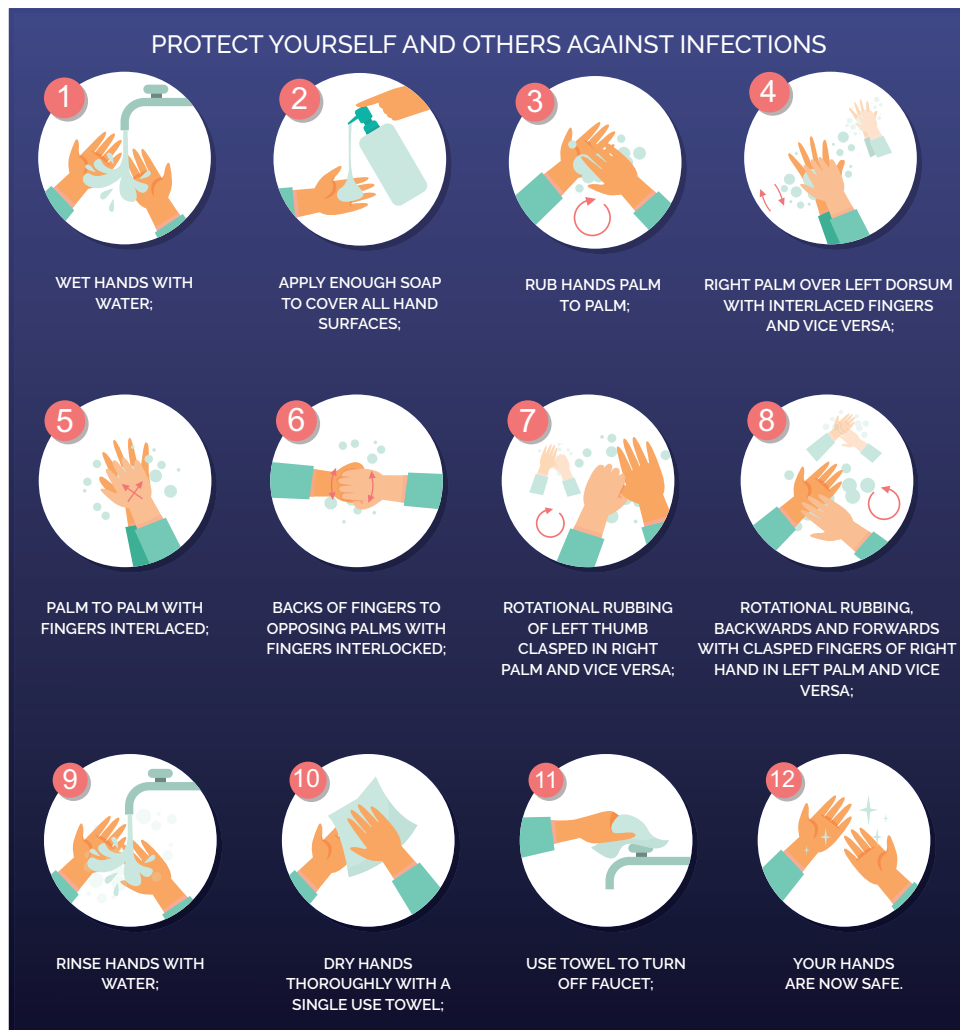 PROTECT YOURSELF AND OTHERS AGAINST INFECTIONS
1
WET HANDS WITH
WATER;
2
APPLY ENOUGH SOAP
TO COVER ALL HAND
SURFACES;
3
RUB HANDS PALM
TO PALM;
4
RIGHT PALM OVER LEFT DORSUM
WITH INTERLACED FINGERS
AND VICE VERSA;
5
PALM TO PALM WITH
FINGERS INTERLACED;
6
BACKS OF FINGERS TO
OPPOSING PALMS WITH
FINGERS INTERLOCKED;
7
ROTATIONAL RUBBING
OF LEFT THUMB
CLASPED IN RIGHT
PALM AND VICE VERSA;
8
ROTATIONAL RUBBING,
BACKWARDS AND FORWARDS
WITH CLASPED FINGERS OF RIGHT
HAND IN LEFT PALM AND VICE
VERSA;
9
RINSE HANDS WITH
WATER;
10
DRY HANDS
THOROUGHLY WITH A
SINGLE USE TOWEL;
11
USE TOWEL TO TURN
OFF FAUCET;
12
YOUR HANDS
ARE NOW SAFE.